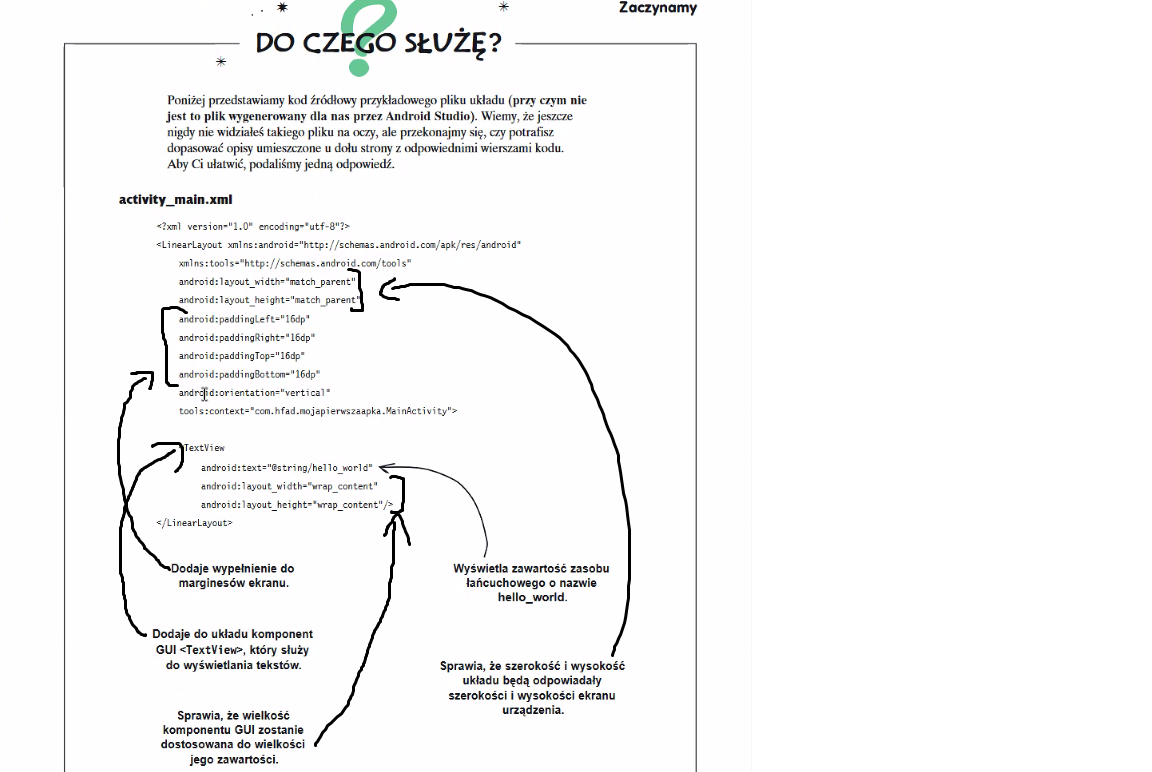 Zaczynamy
?
DO CZEGO SŁUŻĘ?
Poniżej przedstawiamy kod źródłowy przykładowego pliku układu (przy czym nie
jest to plik wygenerowany dla nas przez Android Studio). Wiemy, że jeszcze
nigdy nie widziałeś takiego pliku na oczy, ale przekonajmy się, czy potrafisz
dopasować opisy umieszczone u dołu strony z odpowiednimi wierszami kodu.
Aby Ci ułatwić, podaliśmy jedną odpowiedź.
activity_main.xml
<?xml version="1.0" encoding="utf-8"?>
<LinearLayout xmlns:android="http://schemas.android.com/apk/res/android"
xmlns:tools="http://schemas.android.com/tools"
android:layout_width="match_parent"
android:layout_height="match_parent"
android:paddingLeft="16dp"
android:paddingRight="16dp"
android:paddingTop="16dp"
android:paddingBottom="16dp"
android:orientation="vertical"
tools:context="com.hfad.mojapierwszaapka.MainActivity">
<TextView
android:text="@string/hello_world"
android:layout_width="wrap_content"
android:layout_height="wrap_content"/>
</LinearLayout>
Dodaje wypełnienie do
marginesów ekranu.
Wyświetla zawartość zasobu
łańcuchowego o nazwie
hello_world.
Dodaje do układu komponent
GUI <TextView>, który służy
do wyświetlania tekstów.
Sprawia, że szerokość i wysokość
układu będą odpowiadały
szerokości i wysokości ekranu
urządzenia.
Sprawia, że wielkość
komponentu GUI zostanie
dostosowana do wielkości
jego zawartości.